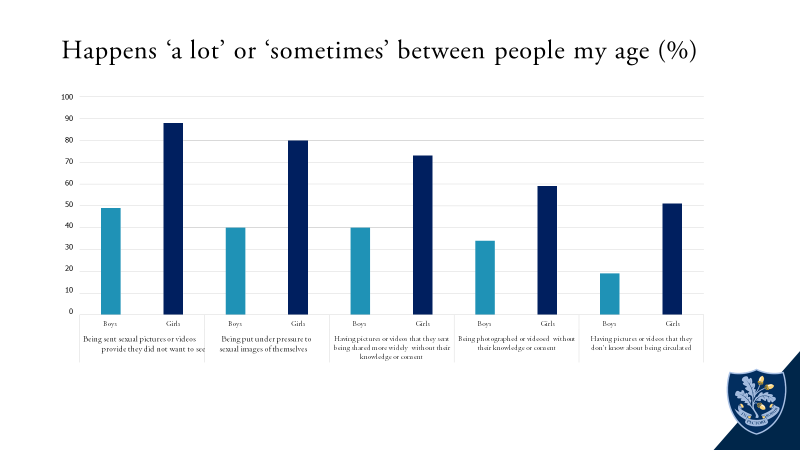 Happens ‘a lot’ or ‘sometimes’ between people my age (%)
100
90
80
70
60
50
40
30
20
10
0
Boys Girls Boys Girls Boys Girls Boys Girls Boys Girls
Being sent sexual pictures or videos
provide they did not want to see
Being put under pressure to
sexual images of themselves
Having pictures or videos that they sent
being shared more widely without their
knowledge or consent
Being photographed or videoed without
their knowledge or consent
Having pictures or videos that they
don't know about being circulated